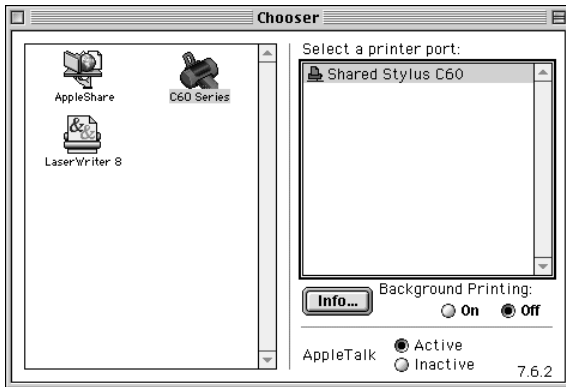 Chooser
AppleShare
C60 Series
LaserWriter 8
Select a printer port:
Shared Stylus C60
Info...
Background Printing:
On Off
AppleTalk
Active
Inactive
7.6.2